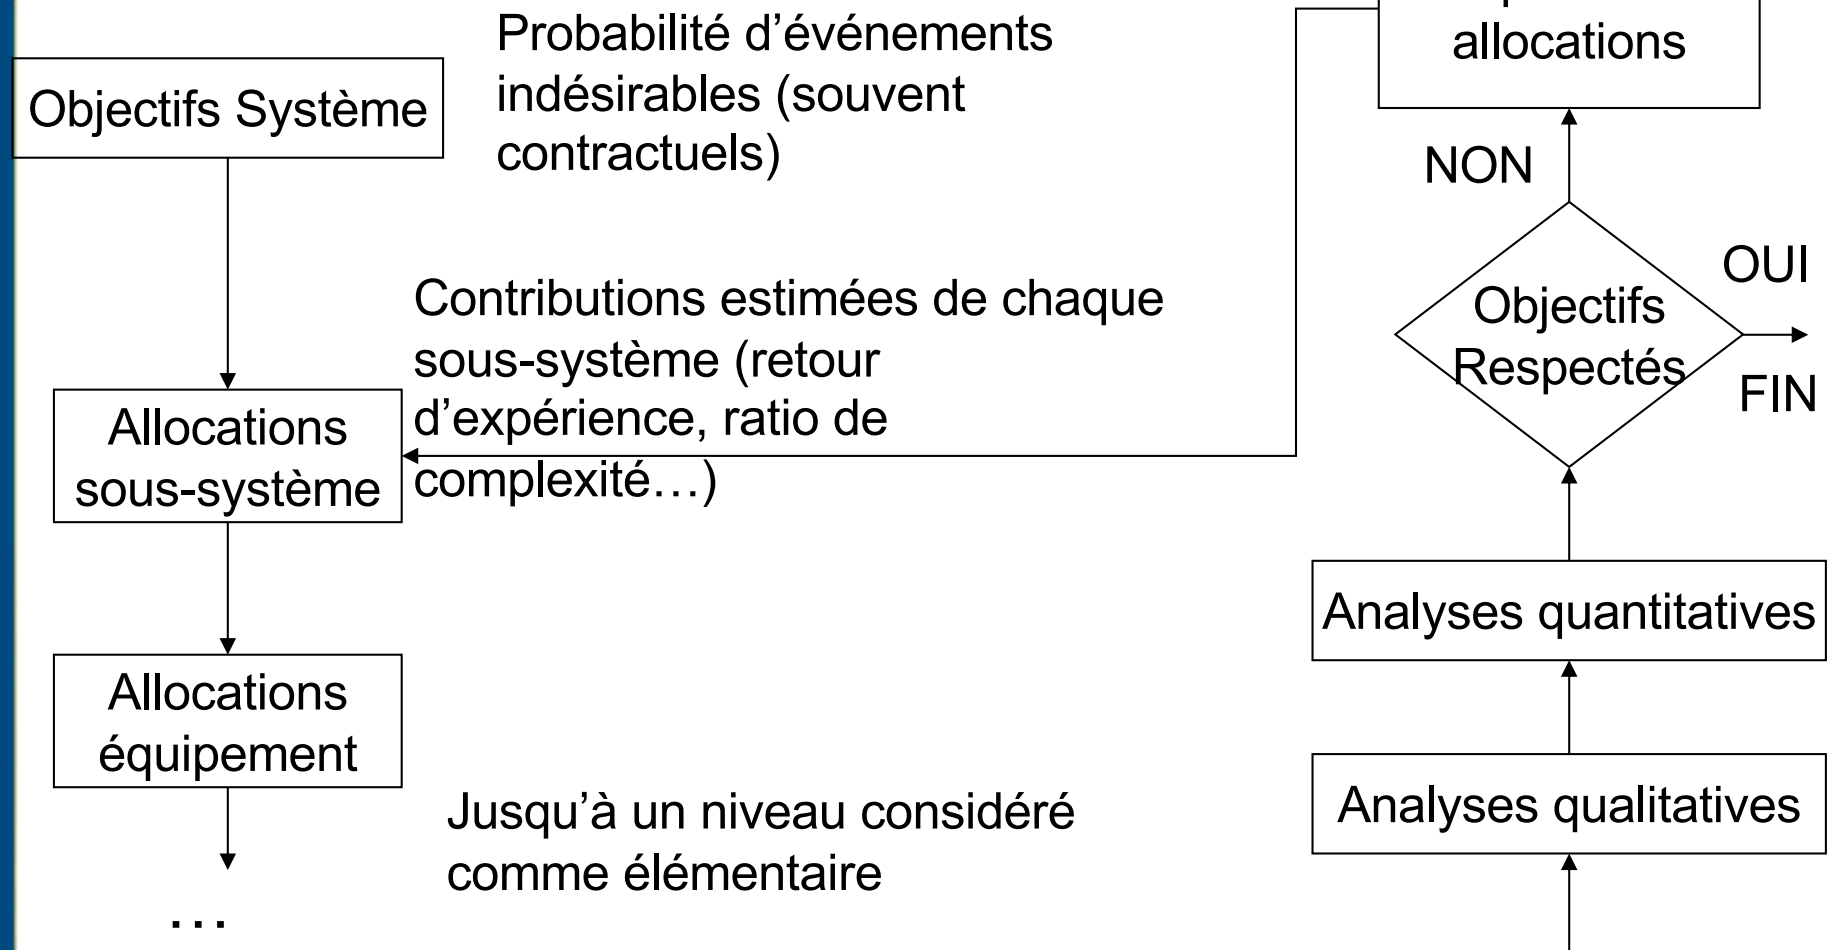 Objectifs Système
Probabilité d’événements
indésirables (souvent
contractuels)
Contributions estimées de chaque
sous-système (retour
d’expérience, ratio de
complexité…)
Allocations
sous-système
Allocations
équipement
…
Jusqu’à un niveau considéré
comme élémentaire
allocations
NON
OUI
Objectifs
Respectés
FIN
Analyses quantitatives
Analyses qualitatives